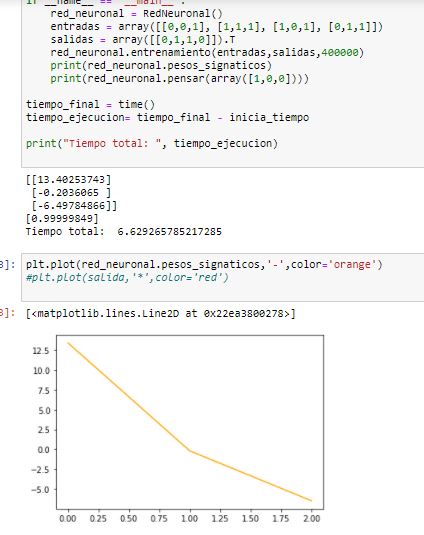 if __name__ == "__main__":
red_neuronal = RedNeuronal()
entradas = array([[0,0,1], [1,1,1], [1,0,1], [0,1,1]])
salidas = array([[0,1,1,0]]).T
red_neuronal.entrenamiento(entradas,salidas,400000)
print(red_neuronal.pesos_signaticos)
print(red_neuronal.pensar(array([1,0,0])))
tiempo_final = time()
tiempo_ejecucion= tiempo_final - inicia_tiempo
print("Tiempo total: ", tiempo_ejecucion)
[[13.40253743]
[-0.2036065 ]
[-6.49784866]]
[0.99999849]
Tiempo total:  6.629265785217285
3]: plt.plot(red_neuronal.pesos_signaticos,'-',color='orange')
#plt.plot(salida,'*',color='red')
3]: [<matplotlib.lines.Line2D at 0x22ea3800278>]
12.5
10.0
7.5
5.0
2.5
0.0
−2.5
−5.0
0.00 0.25 0.50 0.75 1.00 1.25 1.50 1.75 2.00